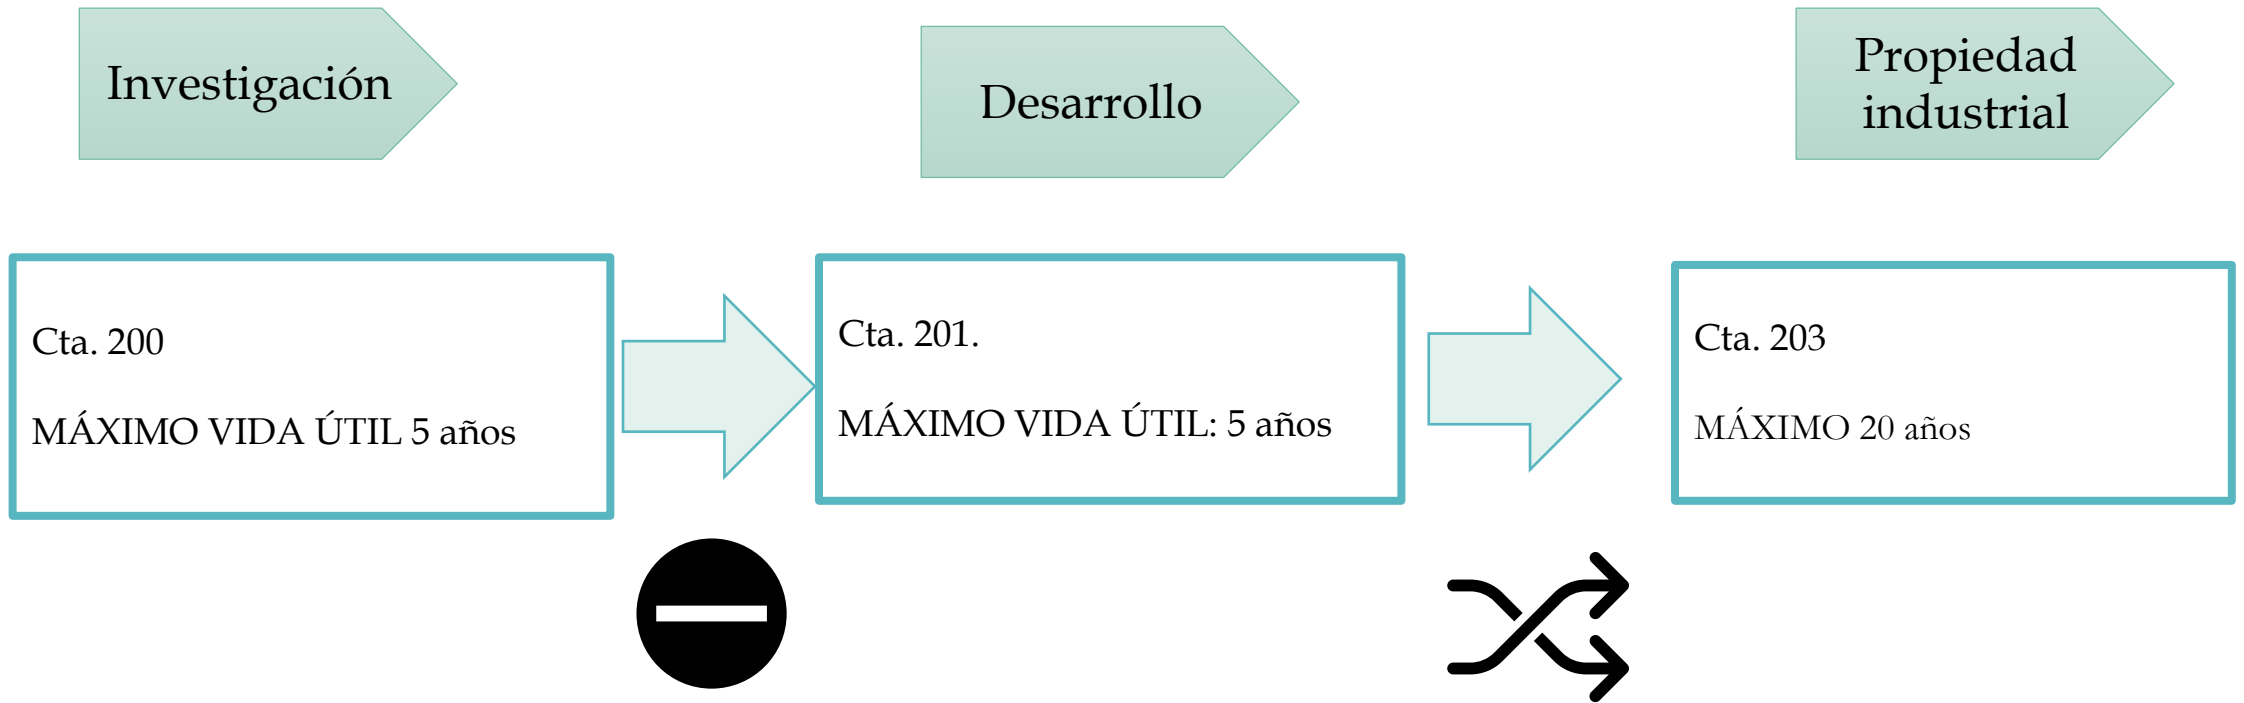 Investigación
Desarrollo
Propiedad
industrial
Cta. 200
MÁXIMO VIDA ÚTIL 5 años
Cta. 201.
MÁXIMO VIDA ÚTIL: 5 años
Cta. 203
MÁXIMO 20 años